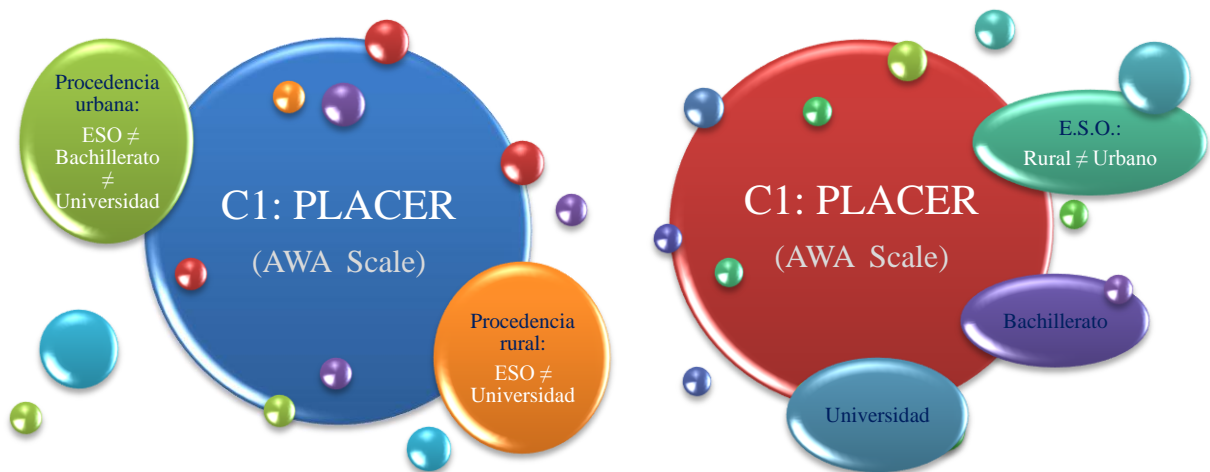 Procedencia
urbana:
ESO ≠
Bachillerato
≠
Universidad
C1: PLACER
(AWA Scale)
Procedencia
rural:
ESO ≠
Universidad
C1: PLACER
(AWA Scale)
E.S.O.:
Rural ≠ Urbano
Bachillerato
Universidad